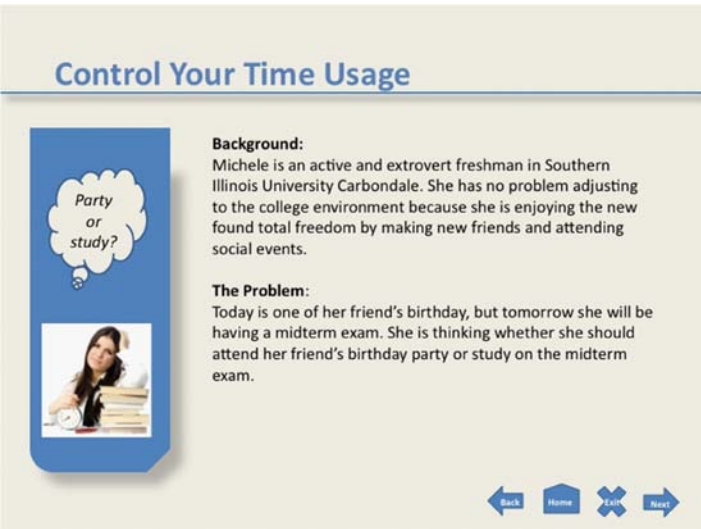 Control Your Time Usage
Party
or
study?
Background:
Michele is an active and extrovert freshman in Southern
Illinois University Carbondale. She has no problem adjusting
to the college environment because she is enjoying the new
found total freedom by making new friends and attending
social events.
The Problem:
Today is one of her friend's birthday, but tomorrow she will be
having a midterm exam. She is thinking whether she should
attend her friend's birthday party or study on the midterm
exam.
Back
Home
Exit
Next